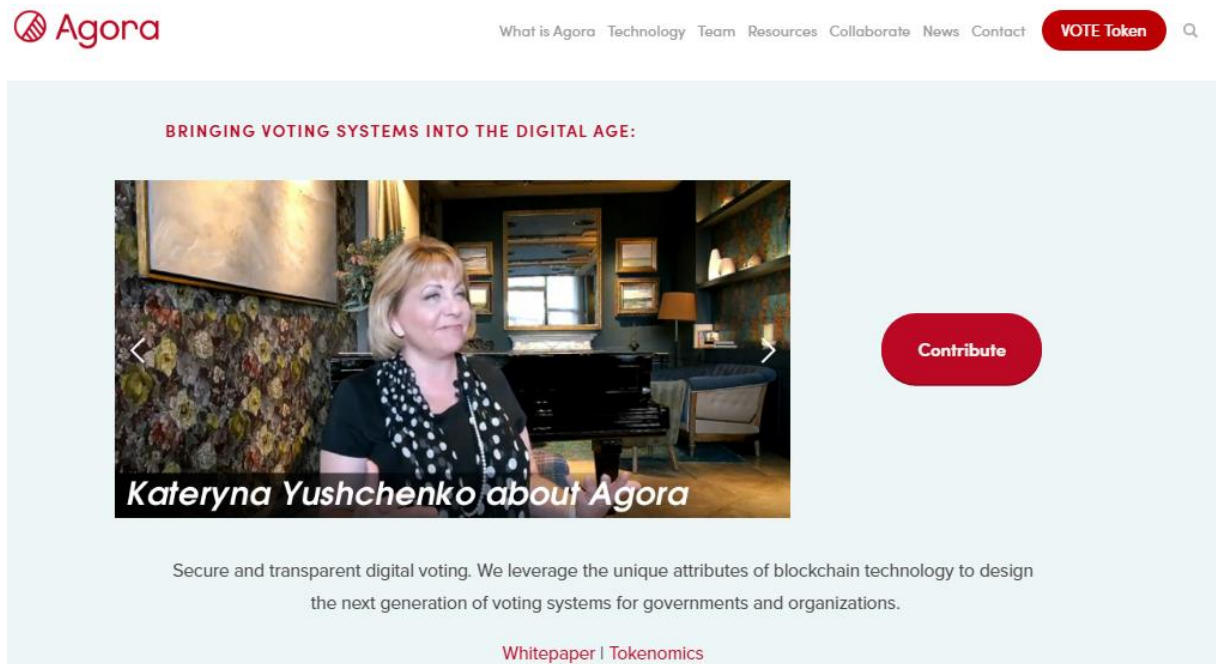 Agora
What is Agora Technology Team Resources Collaborate News Contact VOTE Token
BRINGING VOTING SYSTEMS INTO THE DIGITAL AGE:
Kateryna Yushchenko about Agora
Contribute
Secure and transparent digital voting. We leverage the unique attributes of blockchain technology to design
the next generation of voting systems for governments and organizations.
Whitepaper | Tokenomics